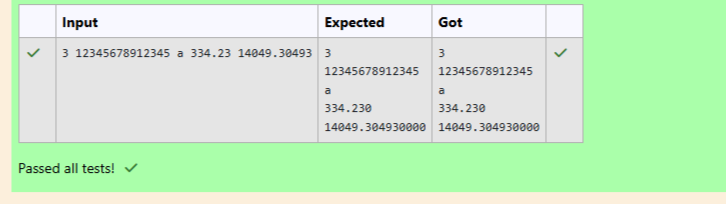 Input Expected Got
3 12345678912345 a 334.23 14049.30493 3 3
12345678912345 12345678912345
a a
334.230 334.230
14049.304930000 14049.304930000
Passed all tests!